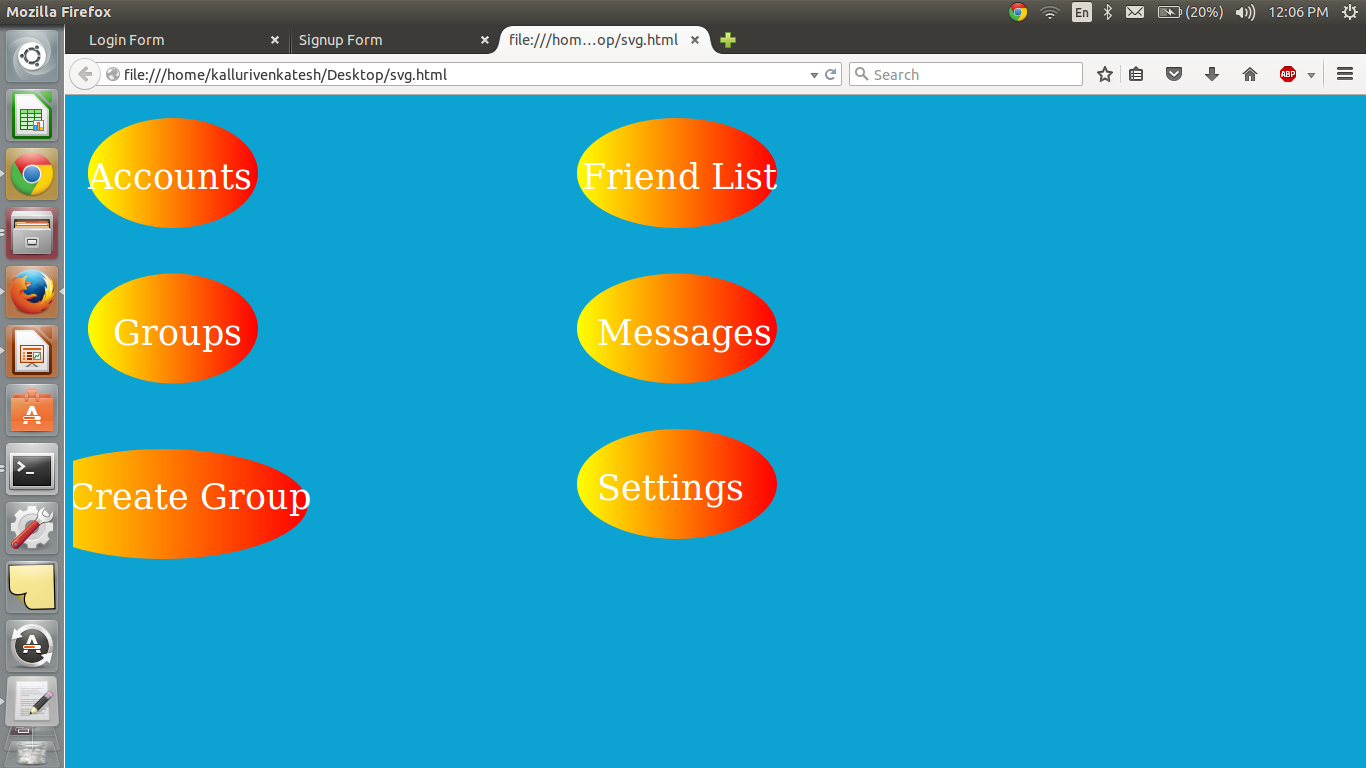 Mozilla Firefox
En
(20%)
12:06 PM
Login Form
Signup Form
file:///hom...op/svg.html
file:///home/kallurivenkatesh/Desktop/svg.html
Search
ABP
Accounts
Friend List
Groups
Messages
Settings
Create Group